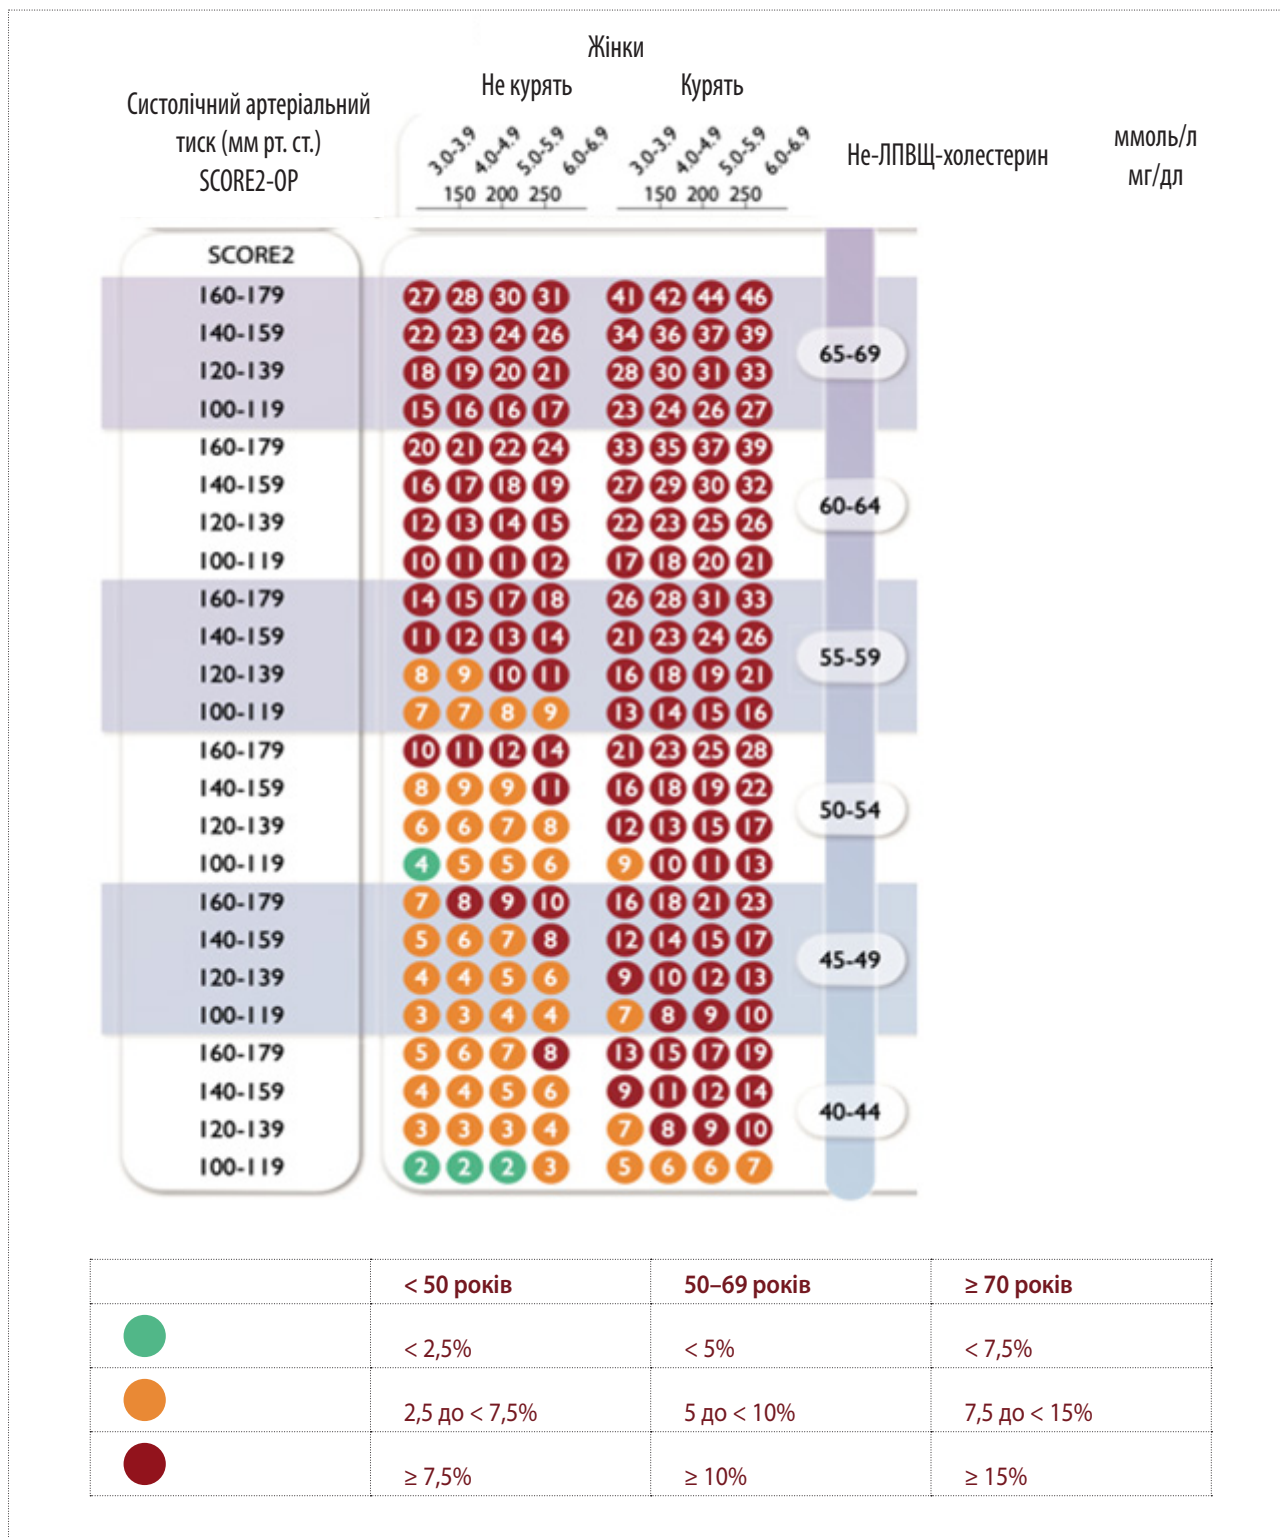 Жінки
Не курять Курять
Систолічний артеріальний
тиск (мм рт. ст.)
SCORE2-OP
3.0-3.9 4.0-4.9 5.0-5.9 6.0-6.9 3.0-3.9 4.0-4.9 5.0-5.9 6.0-6.9
150 200 250 150 200 250
Не-ЛПВЩ-холестерин
ммоль/л
мг/дл
SCORE2
160-179 27 28 30 31 41 42 44 46
140-159 22 23 24 26 34 36 37 39
65-69
120-139 18 19 20 21 28 30 31 33
100-119 15 16 16 17 23 24 26 27
160-179 20 21 22 24 33 35 37 39
140-159 16 17 18 19 27 29 30 32
60-64
120-139 12 13 14 15 22 23 25 26
100-119 10 11 11 12 17 18 20 21
160-179 14 15 17 18 26 28 31 33
140-159 11 12 13 14 21 23 24 26
55-59
120-139 8 9 10 11 16 18 19 21
100-119 7 7 8 9 13 14 15 16
160-179 10 11 12 14 21 23 25 28
140-159 8 9 9 11 16 18 19 22
50-54
120-139 6 6 7 8 12 13 15 17
100-119 4 5 5 6 9 10 11 13
160-179 7 8 9 10 16 18 21 23
140-159 5 6 7 8 12 14 15 17
45-49
120-139 4 4 5 6 9 10 12 13
100-119 3 3 4 4 7 8 9 10
160-179 5 6 7 8 13 15 17 19
140-159 4 4 5 6 9 11 12 14
40-44
120-139 3 3 3 4 7 8 9 10
100-119 2 2 2 3 5 6 6 7
< 50 років 50–69 років ≥ 70 років
< 2,5% < 5% < 7,5%
2,5 до < 7,5% 5 до < 10% 7,5 до < 15%
≥ 7,5% ≥ 10% ≥ 15%